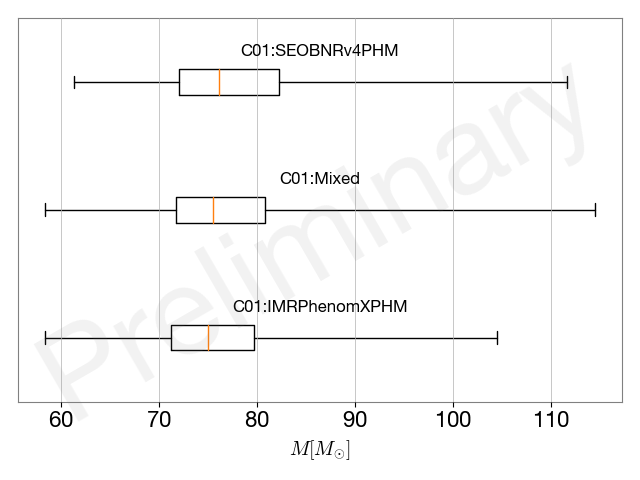 C01:SEOBNRv4PHM
C01:Mixed
C01:IMRPhenomXPHM
Preliminary
60 70 80 90 100 110
M[M⊙]